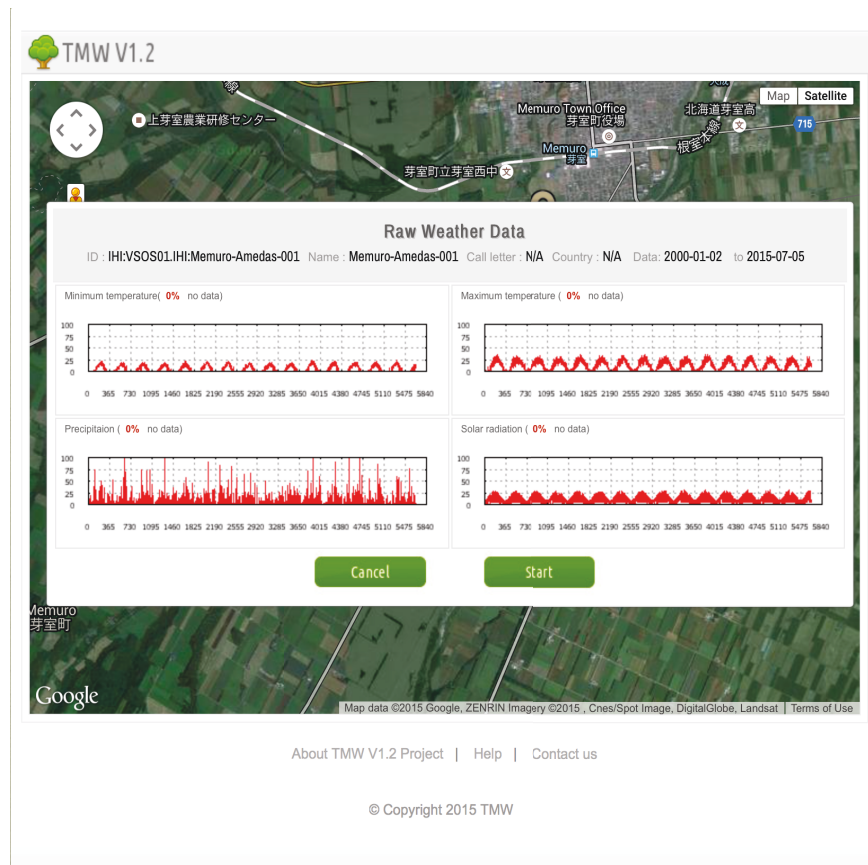 TMW V1.2
Map Satellite
上芽室農業研修センター
Memuro Town Office
芽室町役場
北海道芽室高
715
Memuro
芽室
根室本線
芽室町立芽室西中
Raw Weather Data
ID : IHI:VSOS01.IHI:Memuro-Amedas-001 Name : Memuro-Amedas-001 Call letter : N/A Country : N/A Data: 2000-01-02 to 2015-07-05
Minimum temperature( 0% no data)
100
75
50
25
0
0 365 730 1095 1460 1825 2190 2555 2920 3285 3650 4015 4380 4745 5110 5475 5840
Maximum temperature ( 0% no data)
100
75
50
25
0
0 365 73( 1095 1460 1825 2190 2555 2920 3285 3650 4015 4380 4745 5110 5475 5840
Precipitaion ( 0% no data)
100
75
50
25
0
0 365 730 1095 1460 1825 2190 2555 2920 3285 3650 4015 4380 4745 5110 5475 5840
Solar radiation ( 0% no data)
100
75
50
25
0
0 365 73( 1095 1460 1825 2190 2555 2920 3285 3650 4015 4380 4745 5110 5475 5840
Cancel
Start
Memuro
芽室町
Google
Map data ©2015 Google, ZENRIN Imagery ©2015 , Cnes/Spot Image, DigitalGlobe, Landsat | Terms of Use
About TMW V1.2 Project | Help | Contact us
© Copyright 2015 TMW